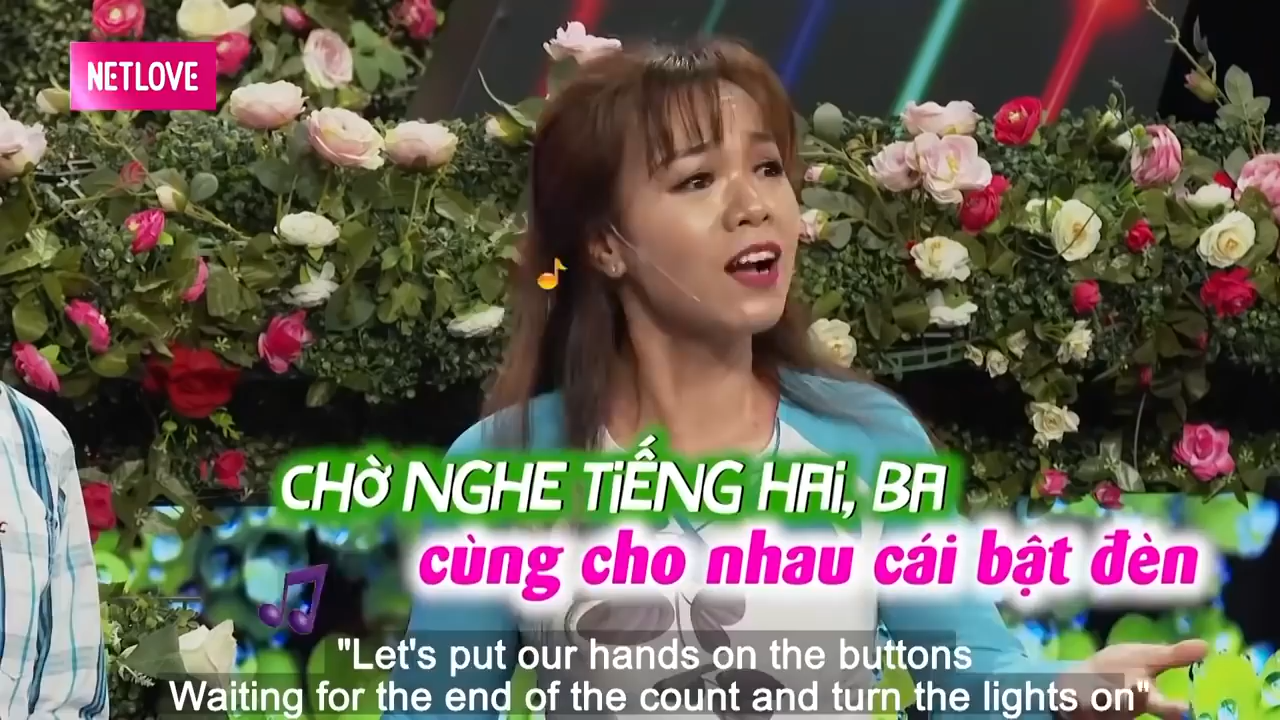 NETLOVE
CHỜ NGHE TIẾNG HAI, BA
cùng cho nhau cái bật đèn
"Let's put our hands on the buttons
Waiting for the end of the count and turn the lights on"